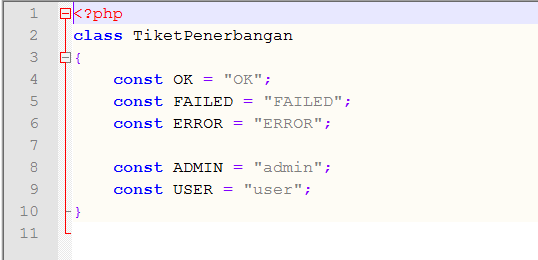 1 <?php
2 class TiketPenerbangan
3 {
4 const OK = "OK";
5 const FAILED = "FAILED";
6 const ERROR = "ERROR";
7
8 const ADMIN = "admin";
9 const USER = "user";
10 }
11